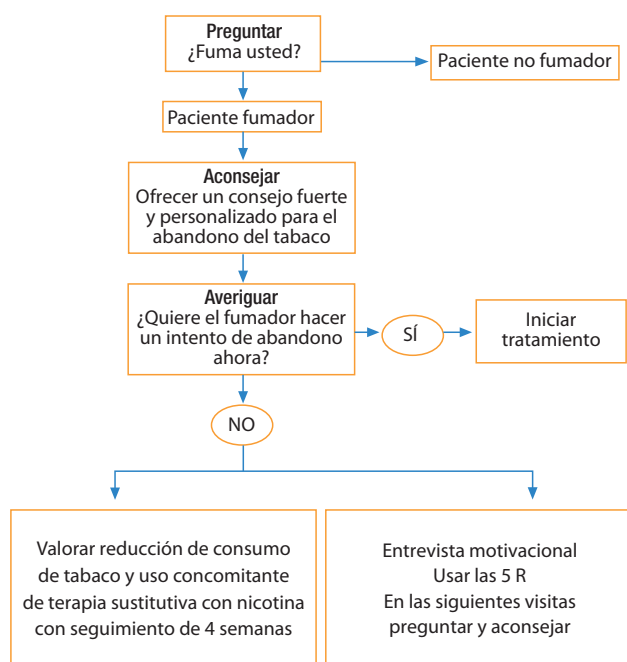 Preguntar
¿Fuma usted?
Paciente no fumador
Paciente fumador
Aconsejar
Ofrecer un consejo fuerte
y personalizado para el
abandono del tabaco
Averiguar
¿Quiere el fumador hacer
un intento de abandono
ahora?
SÍ
Iniciar
tratamiento
NO
Valorar reducción de consumo
de tabaco y uso concomitante
de terapia sustitutiva con nicotina
con seguimiento de 4 semanas
Entrevista motivacional
Usar las 5 R
En las siguientes visitas
preguntar y aconsejar